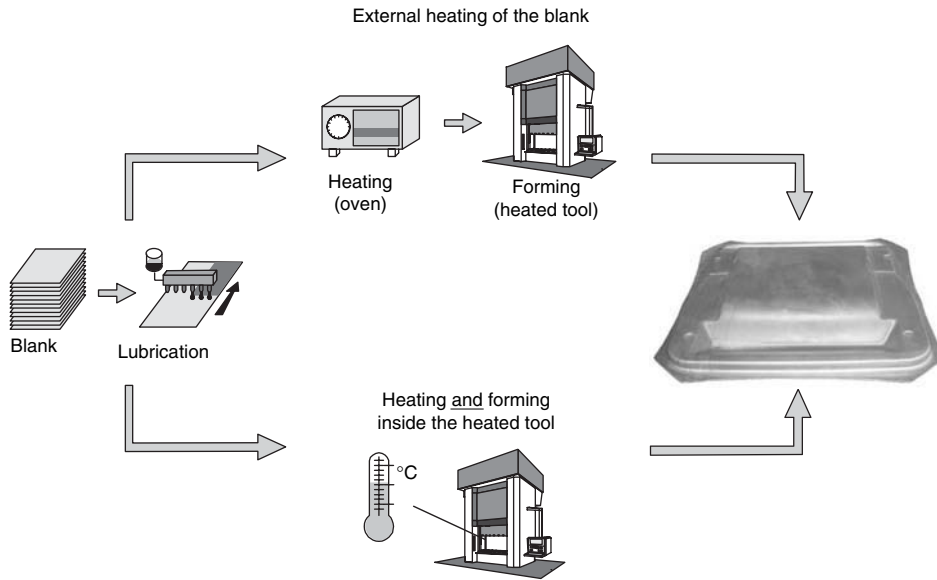 External heating of the blank
Heating
(oven)
Forming
(heated tool)
Blank
Lubrication
Heating and forming
inside the heated tool
°C